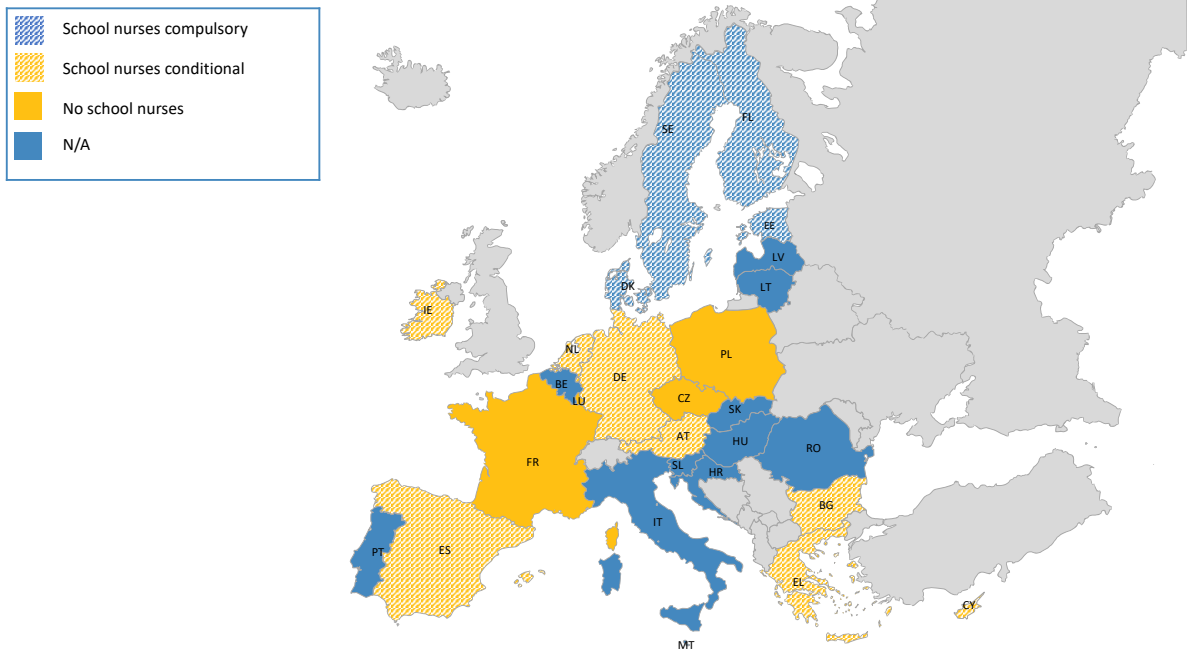 School nurses compulsory
School nurses conditional
No school nurses
N/A
SE
FL
EE
LV
LT
DK
IE
NL
DE
PL
BE
LU
CZ
SK
AT
HU
RO
FR
SL
HR
BG
IT
PT
ES
EL
CY
MT